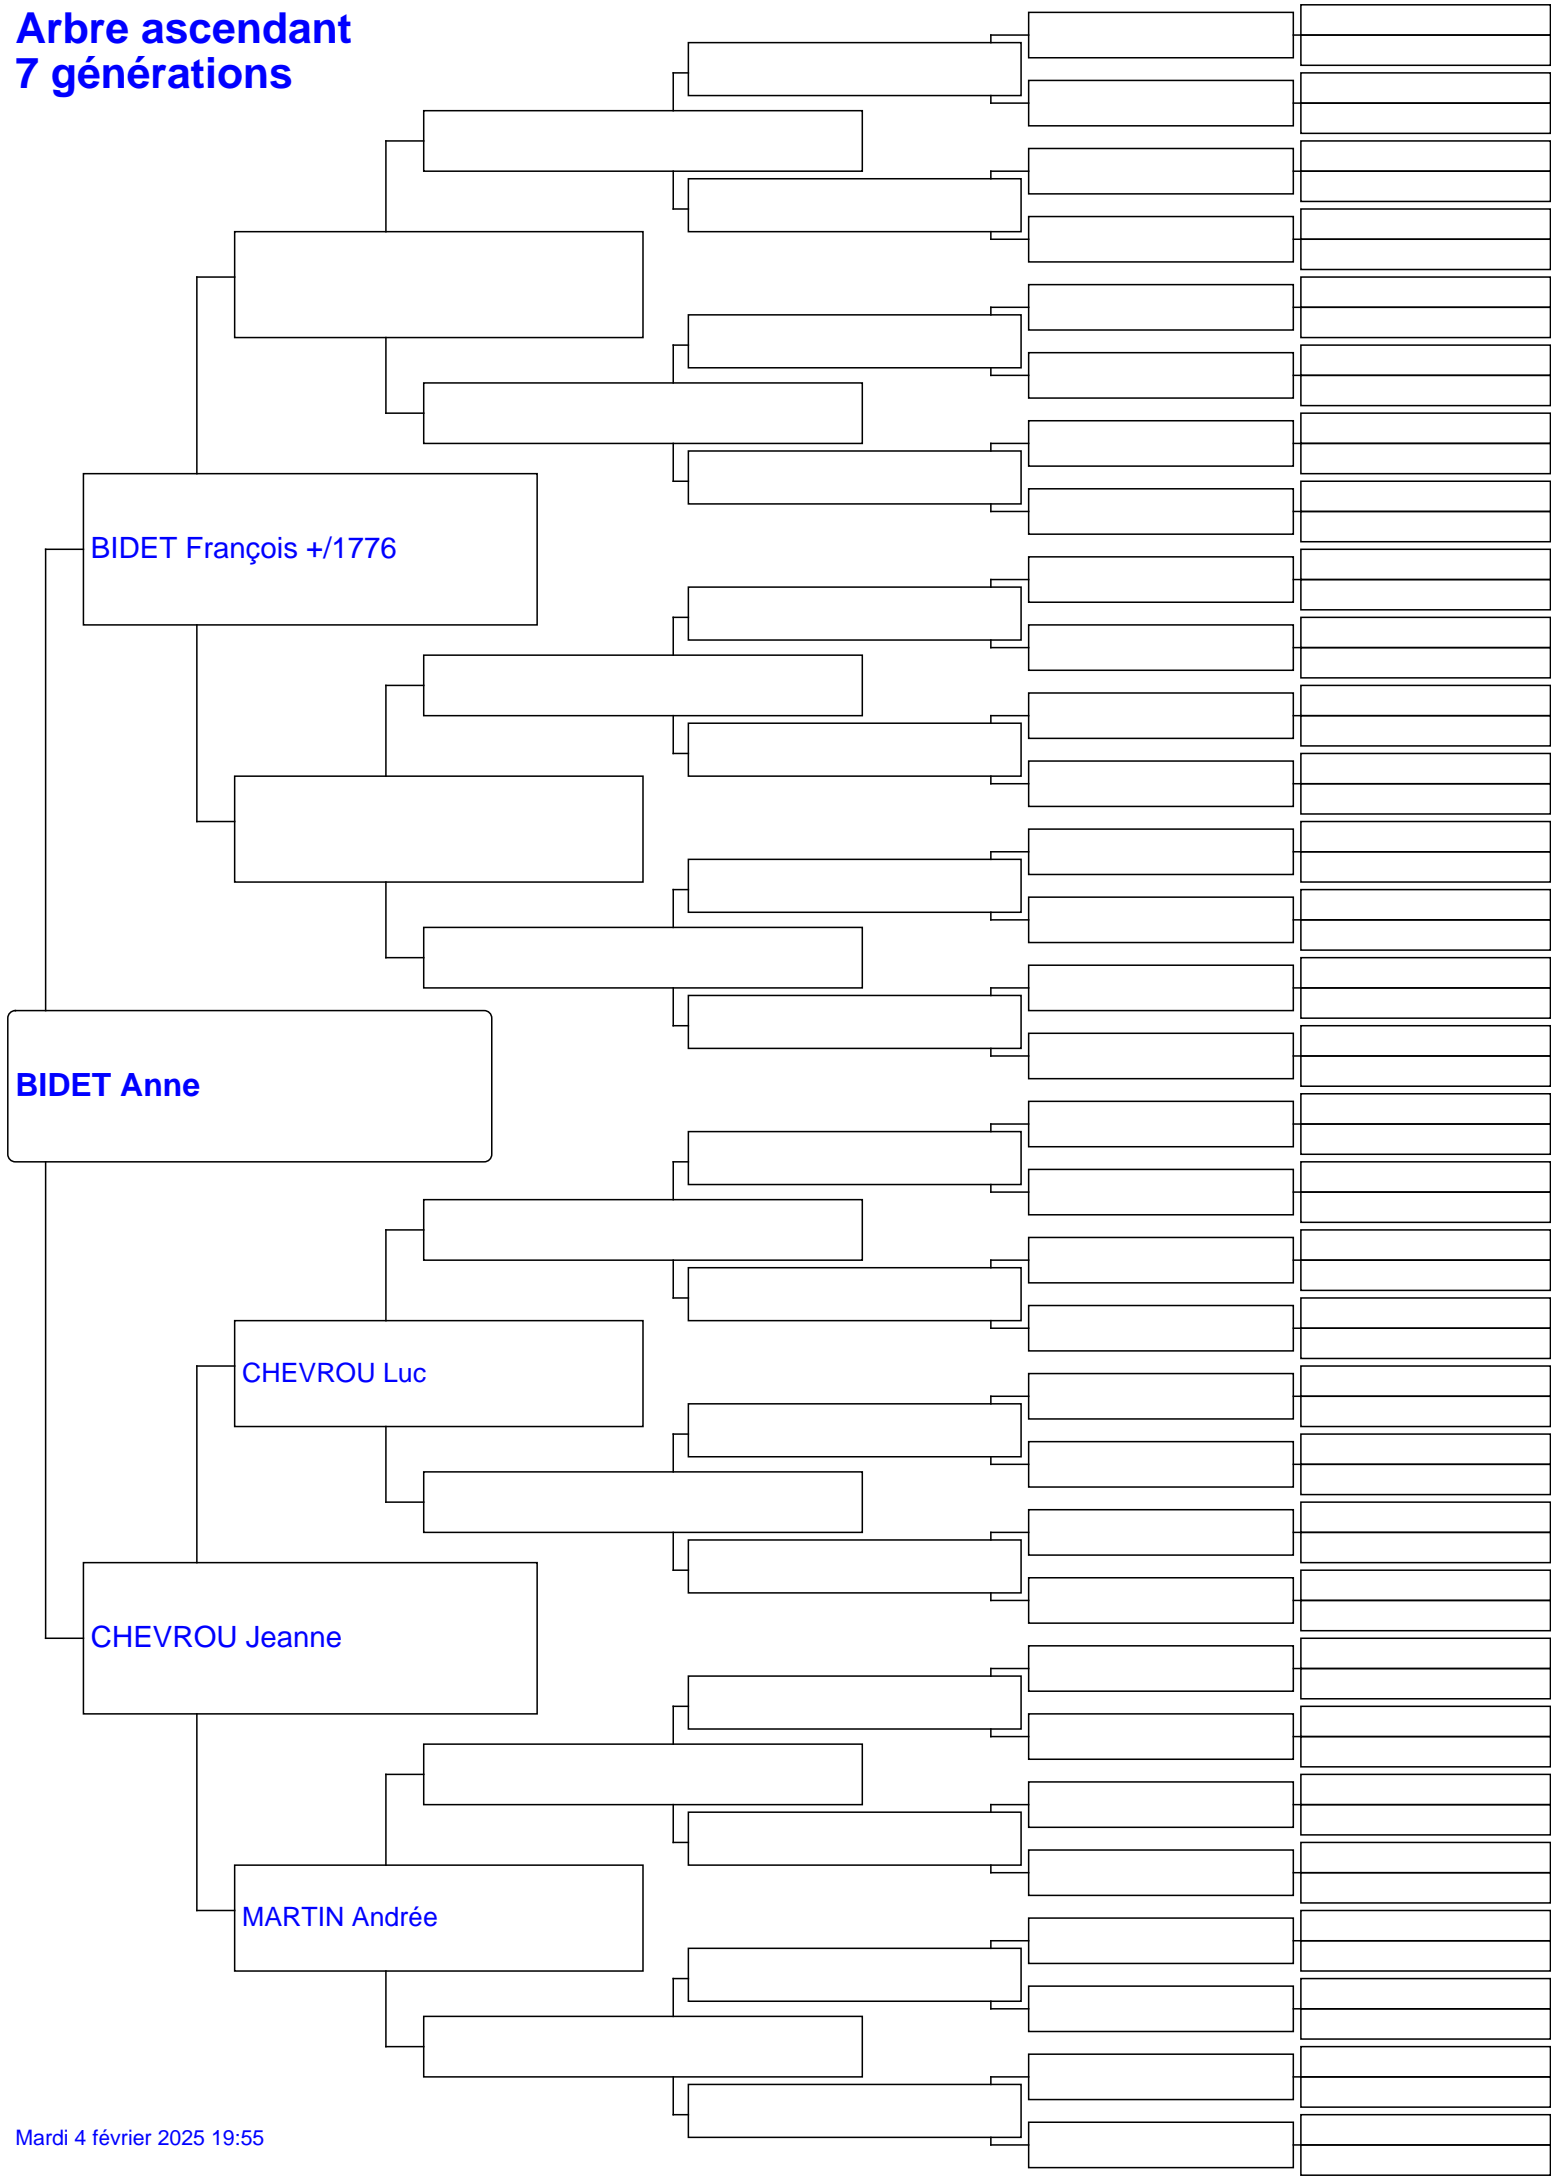 Arbre ascendant
7 générations
BIDET François +/1776
BIDET Anne
CHEVROU Luc
CHEVROU Jeanne
MARTIN Andrée
Mardi 4 février 2025 19:55